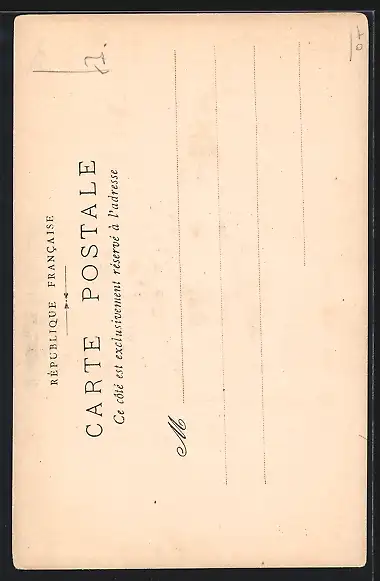 RÉPUBLIQUE FRANÇAISE
CARTE POSTALE
Ce côté est exclusivement réservé à l'adresse
M